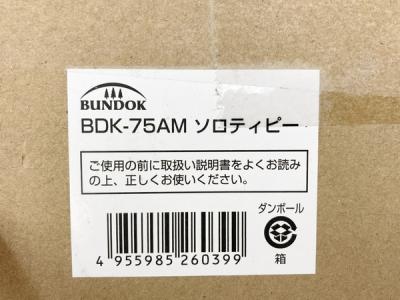 BUNDOK
BDK-75AM ソロティピー
ご使用の前に取扱い説明書をよくお読み
の上、正しくお使いください。
ダンボール
箱
4 955985 260399